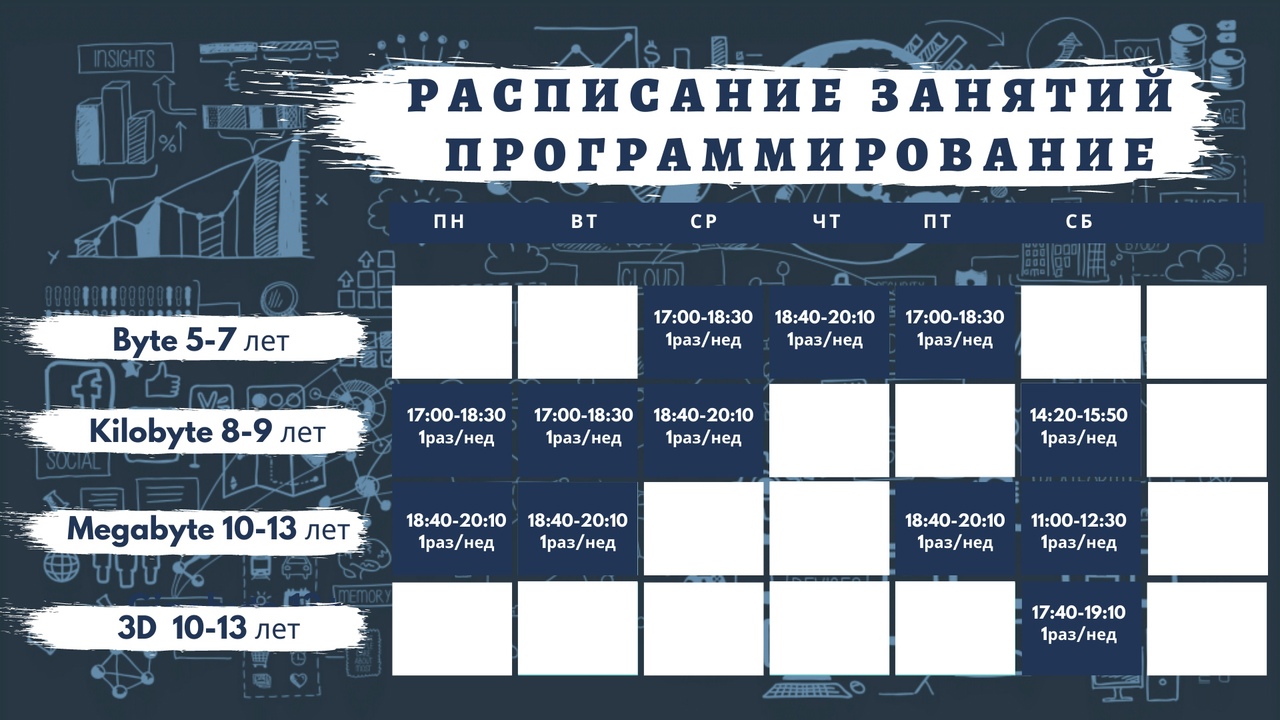 INSIGHTS
РАСПИСАНИЕ ЗАНЯТИЙ
ПРОГРАММИРОВАНИЕ
ПН ВТ СР ЧТ ПТ СБ
CLOUD
Byte 5-7 лет
17:00-18:30 18:40-20:10 17:00-18:30
1раз/нед 1раз/нед 1раз/нед
Kilobyte 8-9 лет
17:00-18:30 17:00-18:30 18:40-20:10 14:20-15:50
1раз/нед 1раз/нед 1раз/нед 1раз/нед
SOCIAL
Megabyte 10-13 лет
18:40-20:10 18:40-20:10 18:40-20:10 11:00-12:30
1раз/нед 1раз/нед 1раз/нед 1раз/нед
MEMORY
3D 10-13 лет
17:40-19:10
1раз/нед